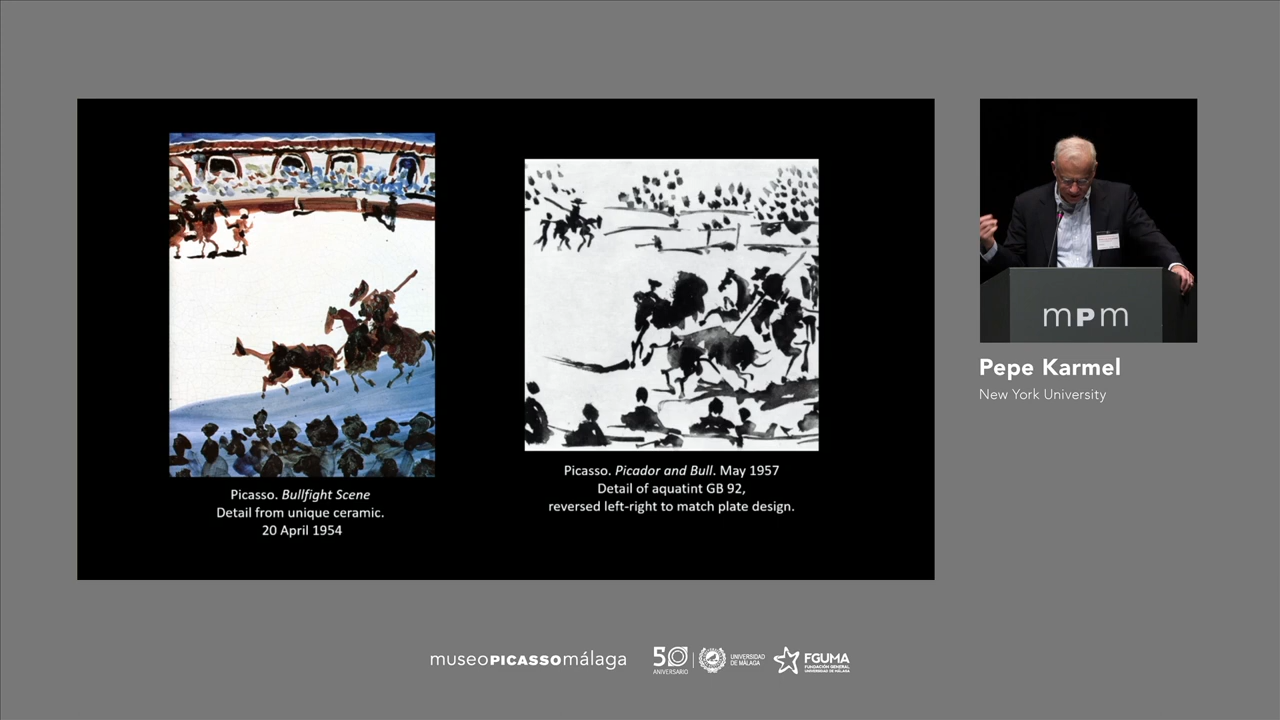 Picasso. Bullfight Scene
Detail from unique ceramic.
20 April 1954
Picasso. Picador and Bull. May 1957
Detail of aquatint GB 92,
reversed left-right to match plate design.
mPm
Pepe Karmel
New York University
museoPICASSOmálaga
50
ANIVERSARIO
UNIVERSIDAD
DE MÁLAGA
FGUMA
FUNDACIÓN GENERAL
UNIVERSIDAD DE MÁLAGA